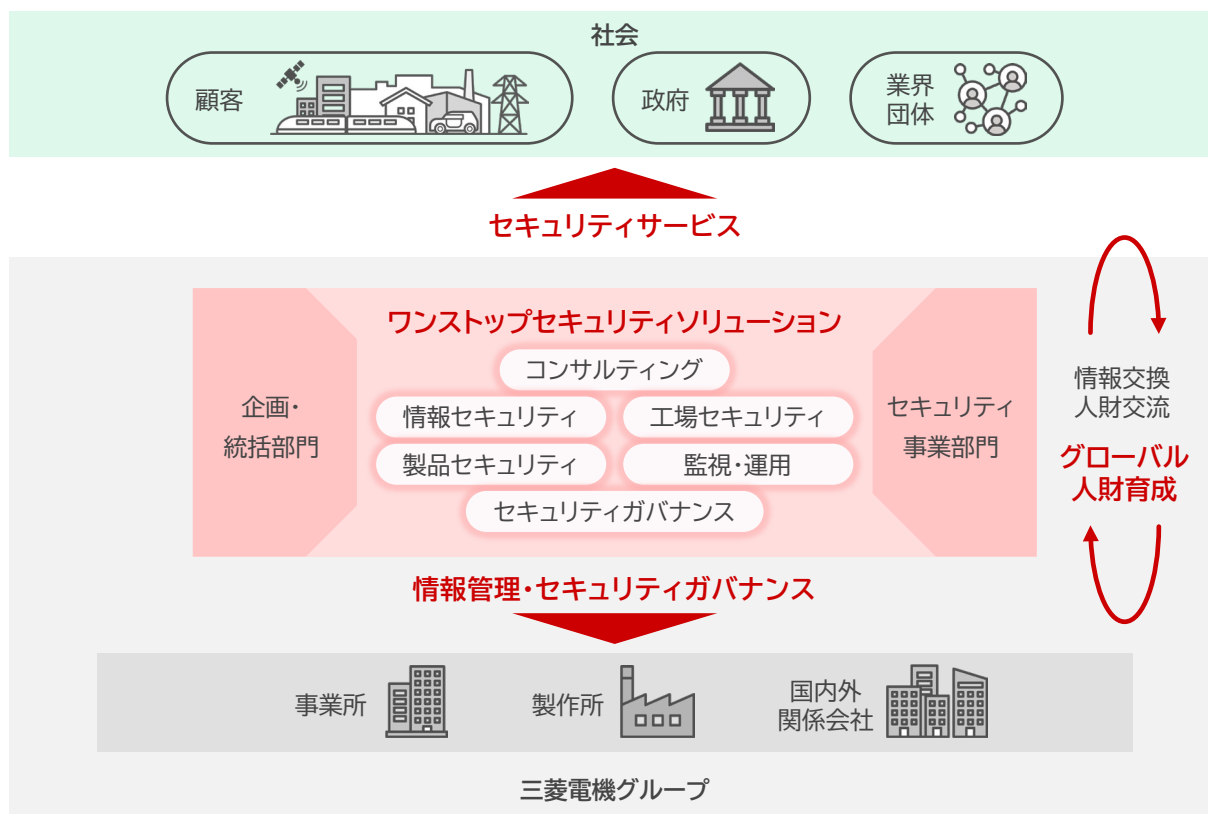 社会
顧客
政府
業界
団体
セキュリティサービス
ワンストップセキュリティソリューション
企画・
統括部門
コンサルティング
情報セキュリティ
工場セキュリティ
製品セキュリティ
監視・運用
セキュリティガバナンス
セキュリティ
事業部門
情報交換
人財交流
グローバル
人財育成
情報管理・セキュリティガバナンス
事業所
製作所
国内外
関係会社
三菱電機グループ